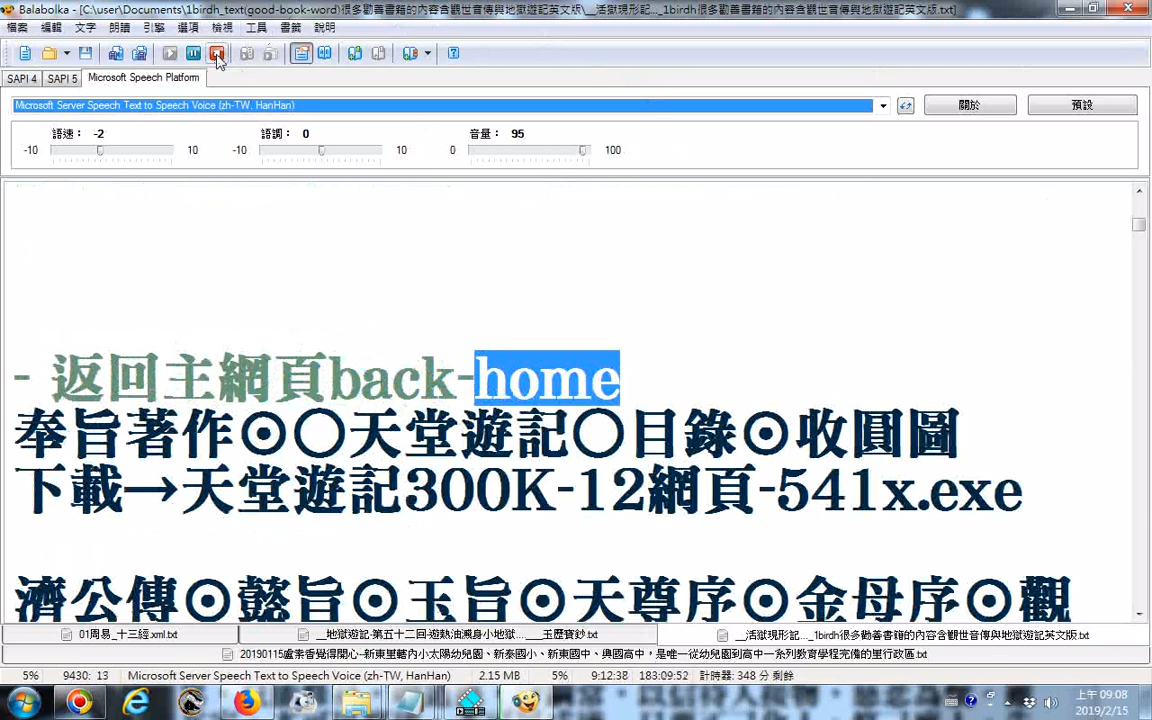 Balabolka - [C:\user\Documents\1birdh_text(good-book-word)很多勸善書籍的內容含觀世音傳與地獄遊記英文版\__活獄現形記..._1birdh很多勸善書籍的內容含觀世音傳與地獄遊記英文版.txt]
檔案 編輯 文字 朗讀 引擎 選項 檢視 工具 書籤 說明
SAPI 4 SAPI 5 Microsoft Speech Platform
Microsoft Server Speech Text to Speech Voice (zh-TW, HanHan) 關於 預設
語速： -2 語調： 0 音量： 95
-10 10 -10 10 0 100
- 返回主網頁back-home
奉旨著作⊙〇天堂遊記〇目錄⊙收圓圖
下載→天堂遊記300K-12網頁-541x.exe
濟公傳⊙懿旨⊙玉旨⊙天尊序⊙金母序⊙觀
01周易_十三經.xml.txt __地獄遊記-第五十二回-遊熱油濺身小地獄...___玉歷寶鈔.txt __活獄現形記..._1birdh很多勸善書籍的內容含觀世音傳與地獄遊記英文版.txt
20190115盧素香覺得開心--新東里轄內小太陽幼兒園、新泰國小、新東國中、興國高中，是唯一從幼兒園到高中一系列教育學程完備的里行政區.txt
5% 9430: 13 Microsoft Server Speech Text to Speech Voice (zh-TW, HanHan) 2.15 MB 5% 9:12:38 183:09:52 計時器: 348 分 剩餘
上午 09:08
2019/2/15